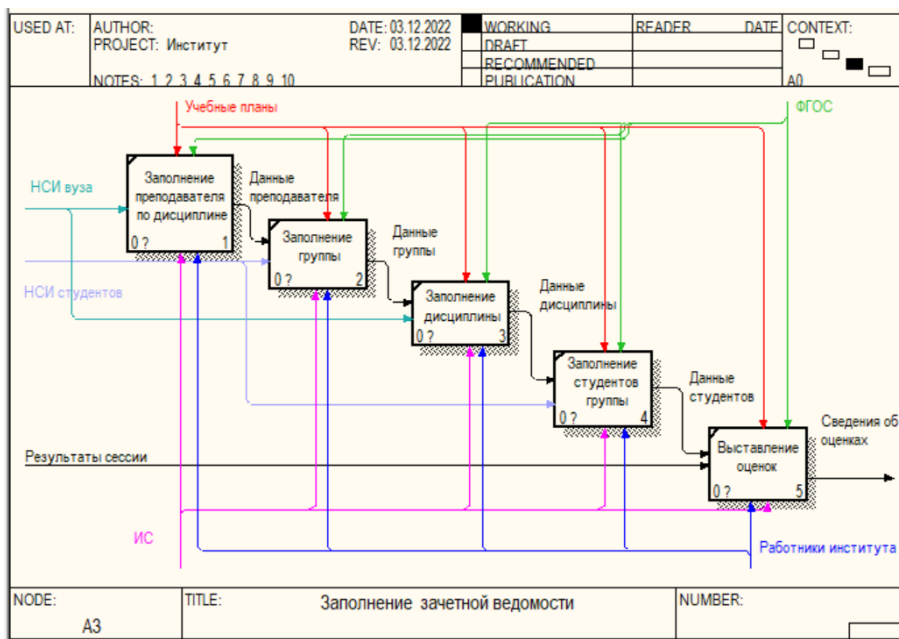 USED AT:
AUTHOR:
DATE: 03.12.2022
WORKING
READER
DATE
CONTEXT:
PROJECT: Институт
REV: 03.12.2022
DRAFT
RECOMMENDED
NOTES: 1 2 3 4 5 6 7 8 9 10
PUBLICATION
A0
Учебные планы
ФГОС
НСИ вуза
Заполнение
преподавателя
по дисциплине
0 ?
1
Данные
преподавателя
НСИ студентов
Заполнение
группы
0 ?
2
Данные
группы
Заполнение
дисциплины
0 ?
3
Данные
дисциплины
Заполнение
студентов
группы
0 ?
4
Данные
студентов
Результаты сессии
Выставление
оценок
0 ?
5
Сведения об
оценках
ИС
Работники института
NODE:
A3
TITLE:
Заполнение зачетной ведомости
NUMBER: